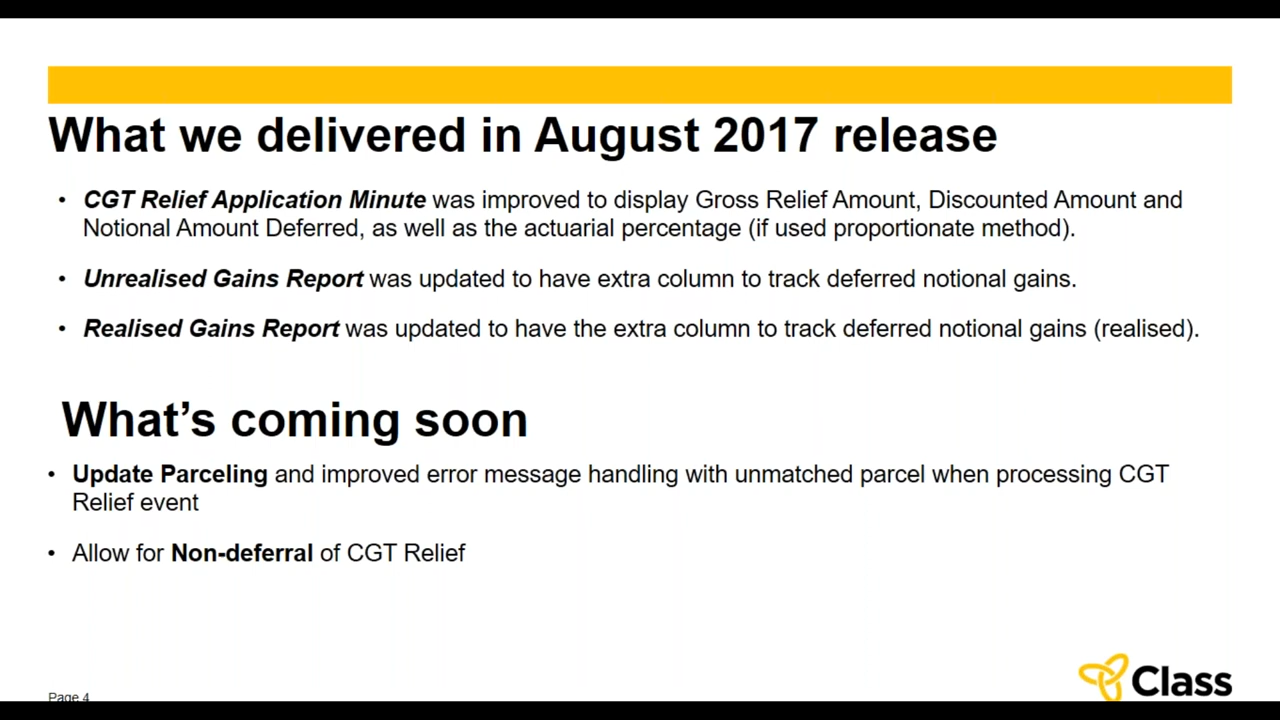 What we delivered in August 2017 release
• CGT Relief Application Minute was improved to display Gross Relief Amount, Discounted Amount and
Notional Amount Deferred, as well as the actuarial percentage (if used proportionate method).
• Unrealised Gains Report was updated to have extra column to track deferred notional gains.
• Realised Gains Report was updated to have the extra column to track deferred notional gains (realised).
What’s coming soon
• Update Parceling and improved error message handling with unmatched parcel when processing CGT
Relief event
• Allow for Non-deferral of CGT Relief
Page 4
Class